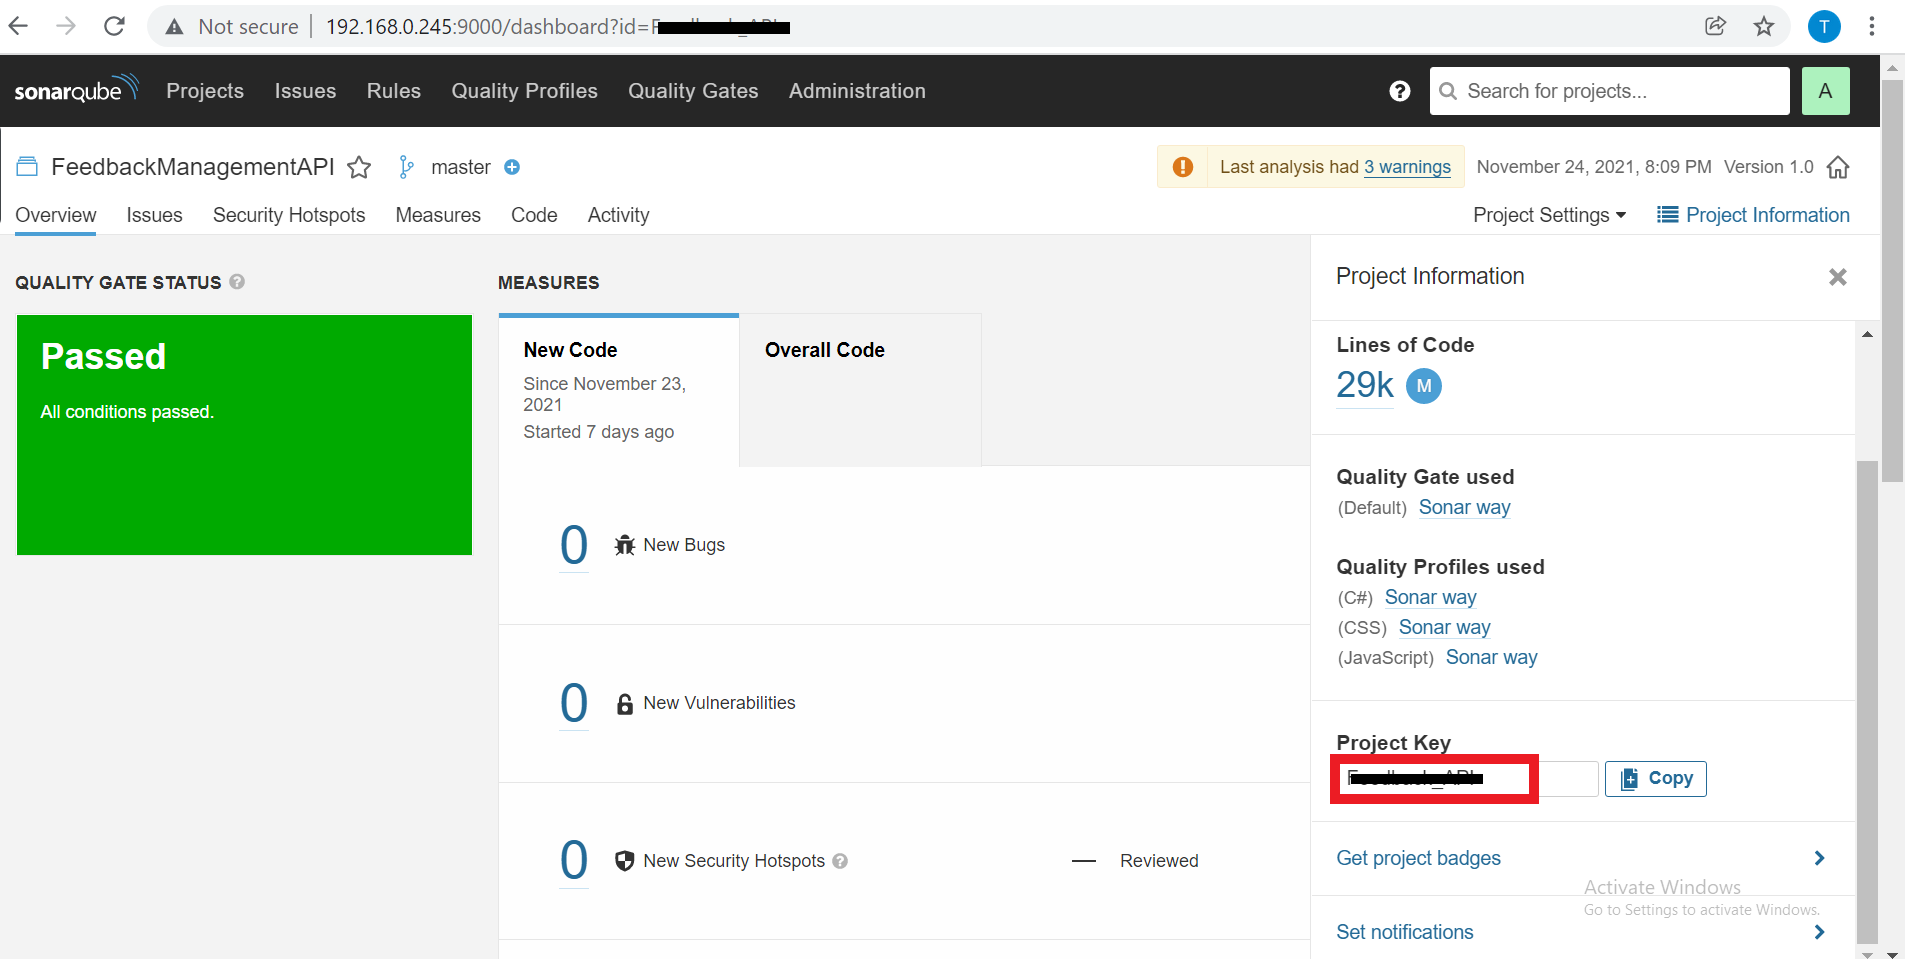 Not secure 192.168.0.245:9000/dashboard?id=
sonarqube Projects Issues Rules Quality Profiles Quality Gates Administration ? Search for projects... A T
FeedbackManagementAPI master Last analysis had 3 warnings November 24, 2021, 8:09 PM Version 1.0
Overview Issues Security Hotspots Measures Code Activity Project Settings Project Information
QUALITY GATE STATUS ?
Passed
All conditions passed.
MEASURES
New Code
Since November 23,
2021
Started 7 days ago
Overall Code
0 New Bugs
0 New Vulnerabilities
0 New Security Hotspots ? — Reviewed
Project Information
Lines of Code
29k M
Quality Gate used
(Default) Sonar way
Quality Profiles used
(C#) Sonar way
(CSS) Sonar way
(JavaScript) Sonar way
Project Key
Copy
Get project badges
Activate Windows
Go to Settings to activate Windows.
Set notifications